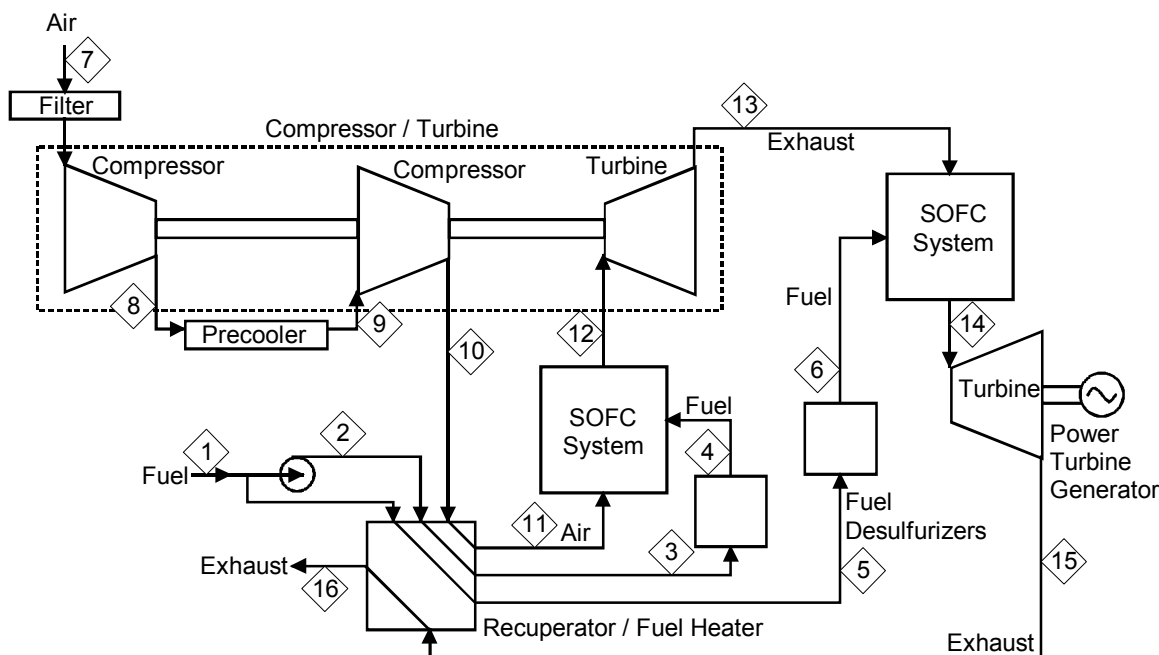 Air
7
Filter
13
Exhaust
Compressor / Turbine
Compressor
Compressor
Turbine
SOFC
System
8
Precooler
9
10
12
Fuel
6
14
Turbine
Power
Turbine
Generator
SOFC
System
Fuel
4
1
2
Fuel
11
Air
3
Fuel
Desulfurizers
5
15
Exhaust
16
Recuperator / Fuel Heater
Exhaust